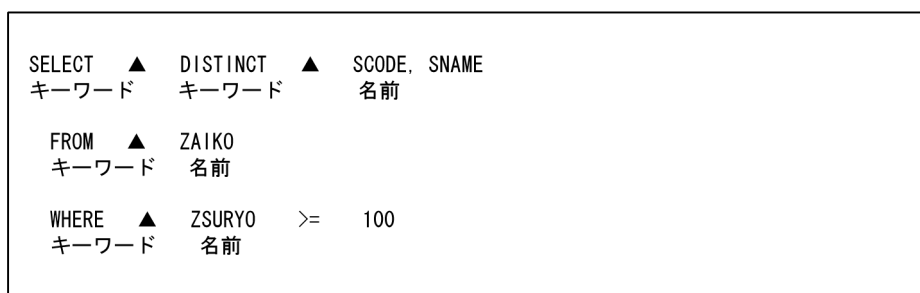 SELECT ▲ DISTINCT ▲ SCODE, SNAME
キーワード キーワード 名前
FROM ▲ ZAIKO
キーワード 名前
WHERE ▲ ZSURYO >= 100
キーワード 名前